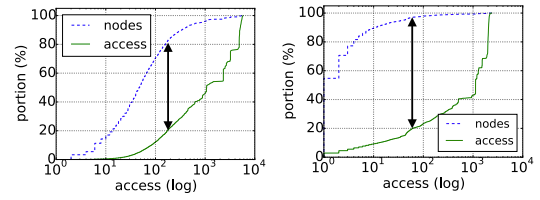 100
80
60
40
20
0
portion (%)
nodes
access
10^0 10^1 10^2 10^3 10^4
access (log)
100
80
60
40
20
0
portion (%)
nodes
access
10^0 10^1 10^2 10^3 10^4
access (log)